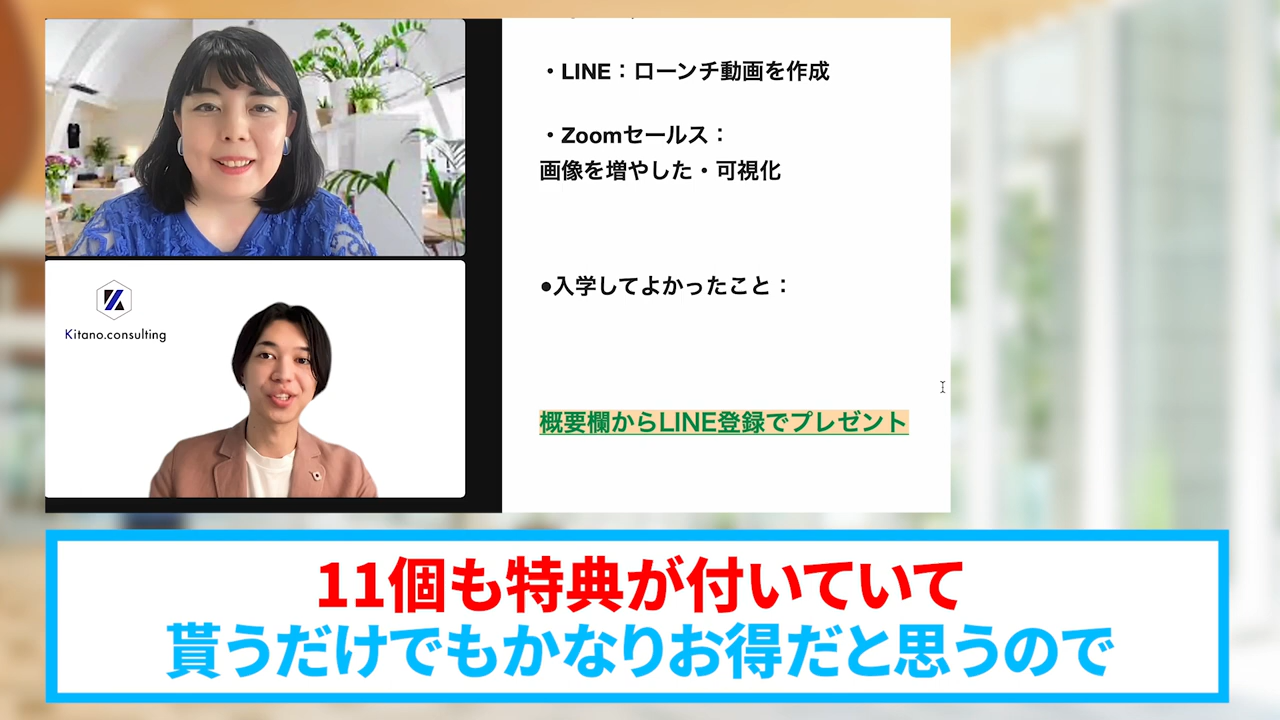 ・LINE：ローンチ動画を作成
・Zoomセールス：
画像を増やした・可視化
●入学してよかったこと：
概要欄からLINE登録でプレゼント
Kitano.consulting
11個も特典が付いていて
貰うだけでもかなりお得だと思うので